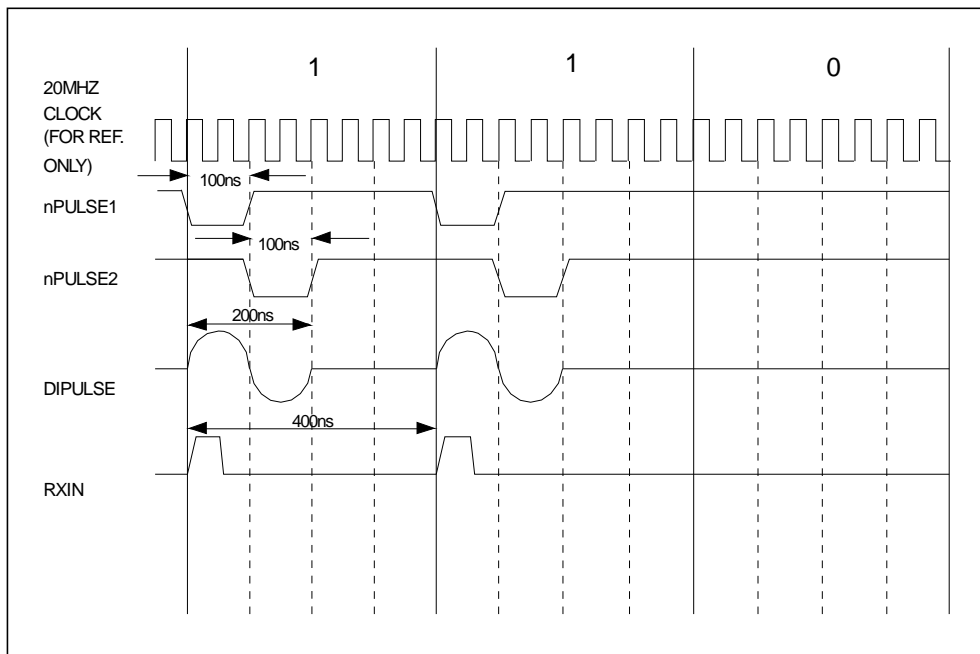 1 1 0
20MHZ
CLOCK
(FOR REF.
ONLY)
100ns
nPULSE1
100ns
nPULSE2
200ns
DIPULSE
400ns
RXIN